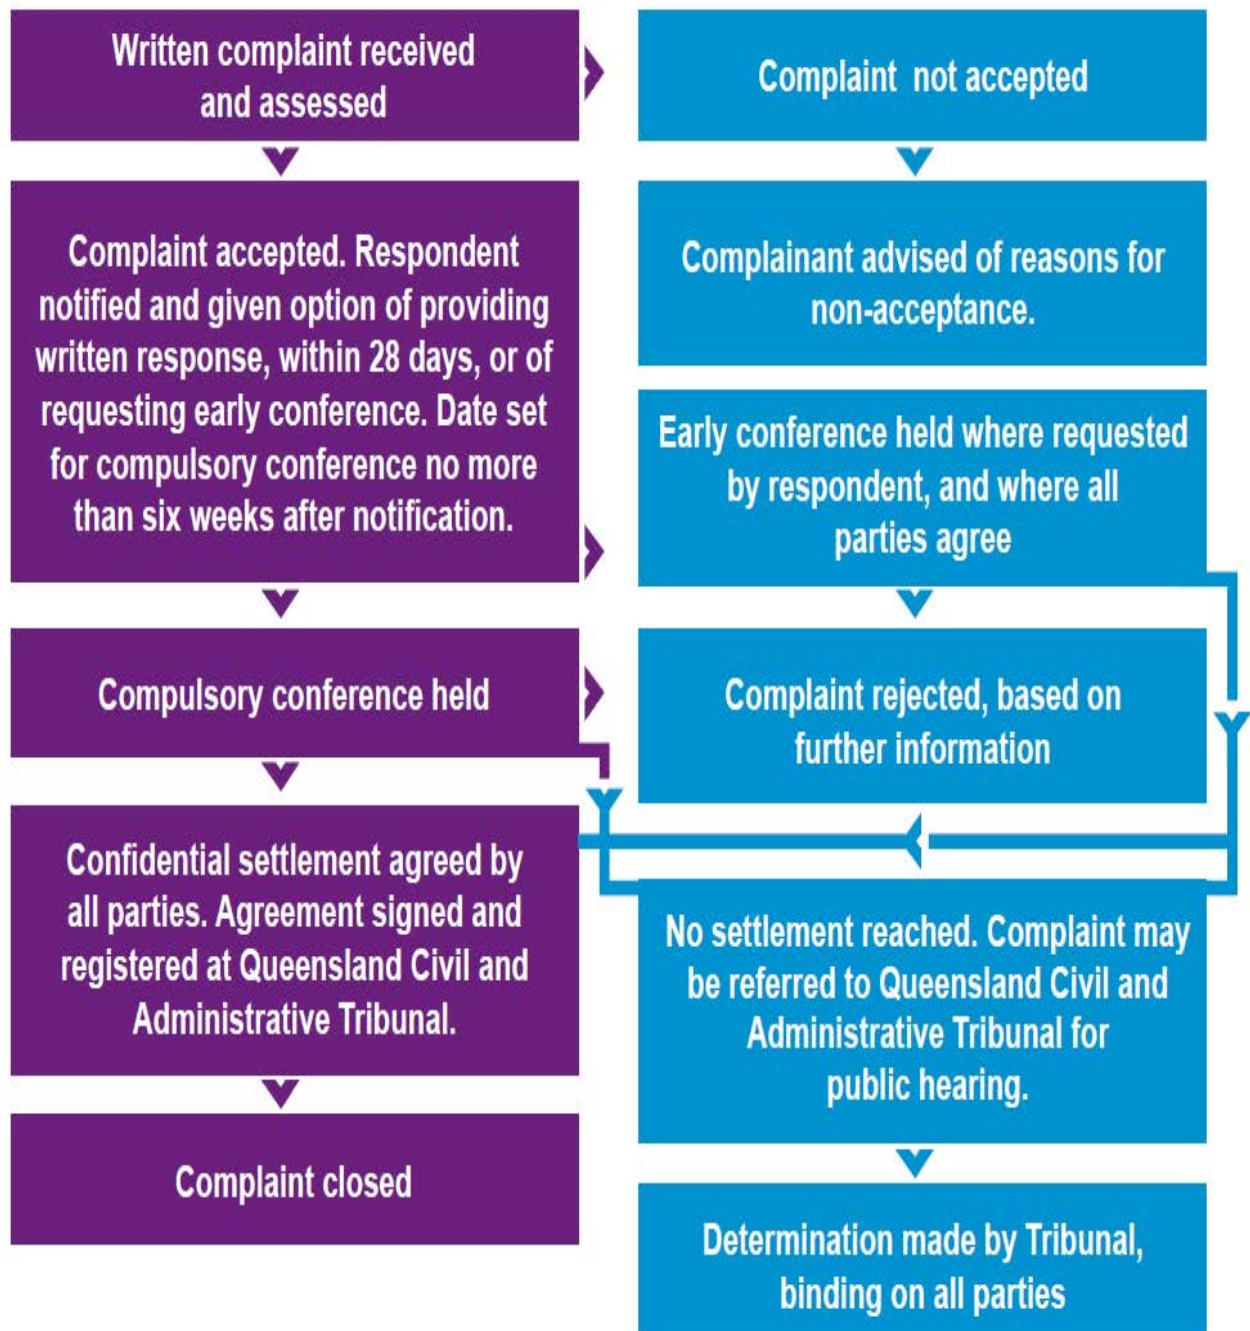 Written complaint received
and assessed
Complaint not accepted
Complaint accepted. Respondent
notified and given option of providing
written response, within 28 days, or of
requesting early conference. Date set
for compulsory conference no more
than six weeks after notification.
Complainant advised of reasons for
non-acceptance.
Early conference held where requested
by respondent, and where all
parties agree
Compulsory conference held
Complaint rejected, based on
further information
Confidential settlement agreed by
all parties. Agreement signed and
registered at Queensland Civil and
Administrative Tribunal.
No settlement reached. Complaint may
be referred to Queensland Civil and
Administrative Tribunal for
public hearing.
Complaint closed
Determination made by Tribunal,
binding on all parties